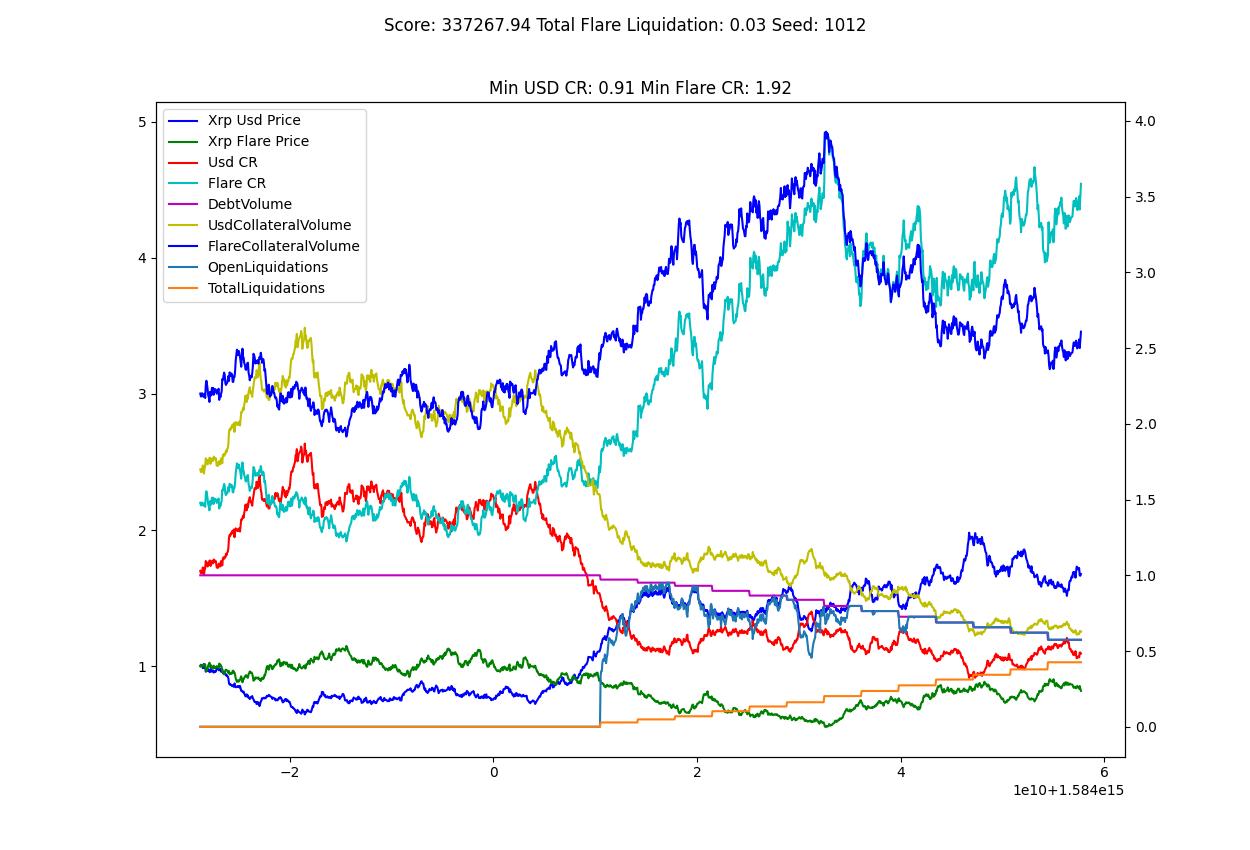 Score: 337267.94 Total Flare Liquidation: 0.03 Seed: 1012
Min USD CR: 0.91 Min Flare CR: 1.92
Xrp Usd Price
Xrp Flare Price
Usd CR
Flare CR
DebtVolume
UsdCollateralVolume
FlareCollateralVolume
OpenLiquidations
TotalLiquidations
5
4
3
2
1
4.0
3.5
3.0
2.5
2.0
1.5
1.0
0.5
0.0
−2
0
2
4
6
1e10+1.584e15